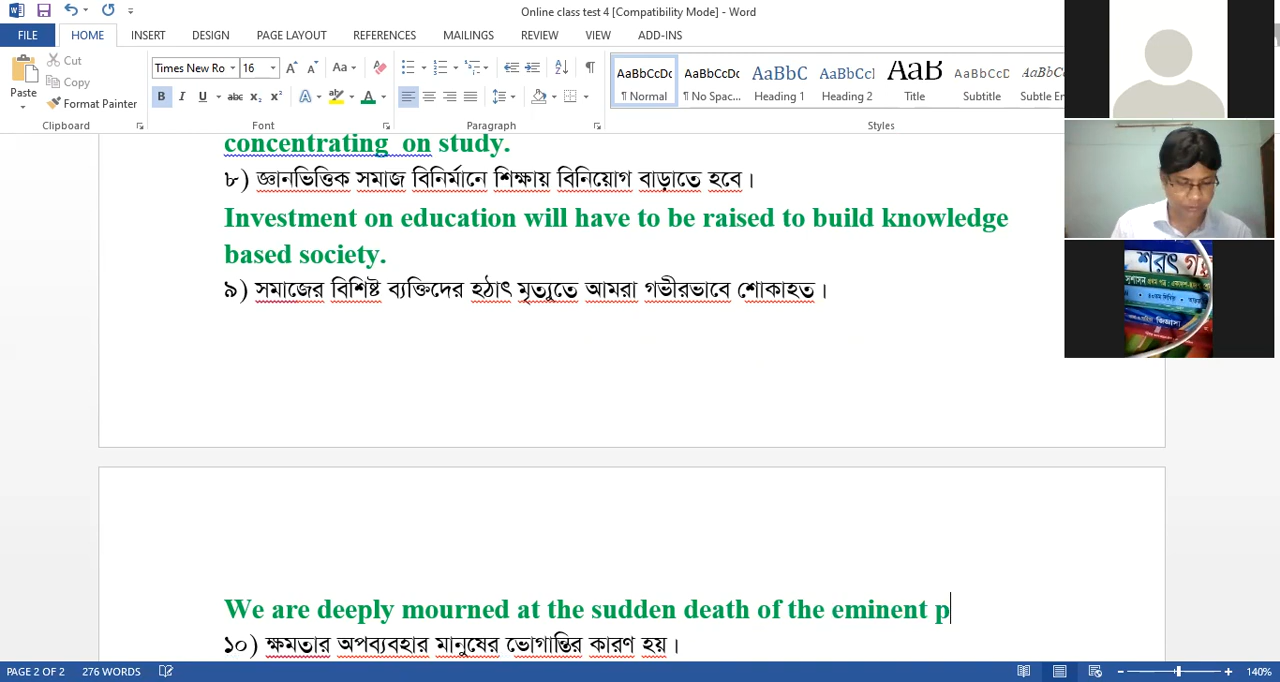 Online class test 4 [Compatibility Mode] - Word
FILE HOME INSERT DESIGN PAGE LAYOUT REFERENCES MAILINGS REVIEW VIEW ADD-INS
Cut
Copy
Format Painter
Paste
Clipboard
Times New Ro 16
Font
Paragraph
AaBbCcDc AaBbCcDc AaBbC AaBbCcl AaB AaBbCcD AaBbC
¶ Normal ¶ No Spac... Heading 1 Heading 2 Title Subtitle Subtle En
Styles
concentrating on study.
৮) জ্ঞানভিত্তিক সমাজ বিনির্মানে শিক্ষায় বিনিয়োগ বাড়াতে হবে।
Investment on education will have to be raised to build knowledge
based society.
৯) সমাজের বিশিষ্ট ব্যক্তিদের হঠাৎ মৃত্যুতে আমরা গভীরভাবে শোকাহত।
We are deeply mourned at the sudden death of the eminent p
১০) ক্ষমতার অপব্যবহার মানুষের ভোগান্তির কারণ হয়।
শরৎ
সুশাসন
PAGE 2 OF 2 276 WORDS
140%